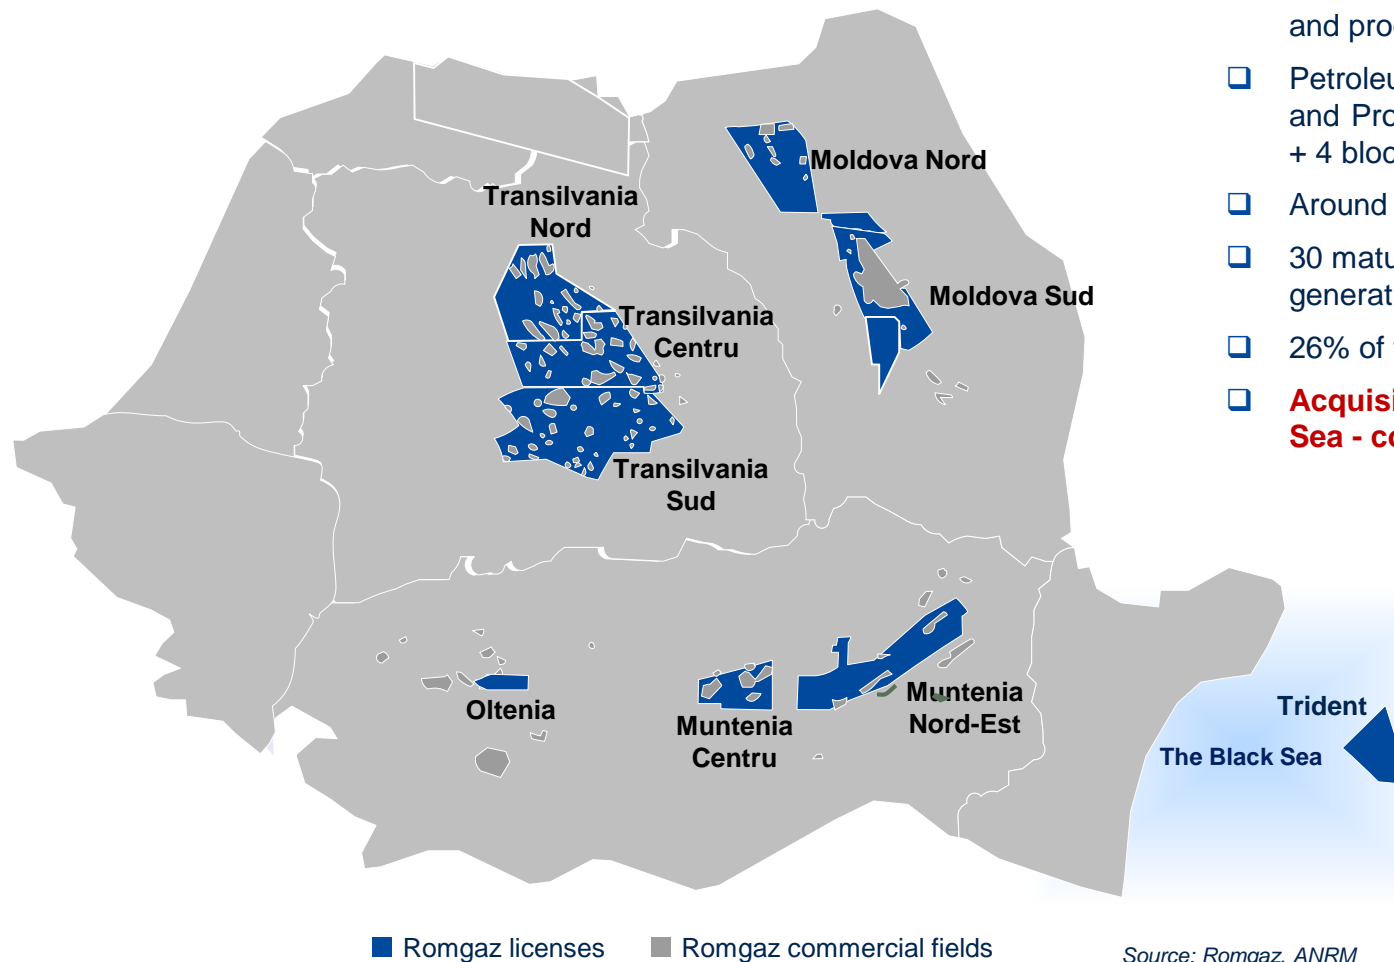 and
Petroleu
and Pro
+ 4 bloc
Around
30 matu
generat
26% of
Acquisi
Sea - co
Moldova Nord
Transilvania
Nord
Moldova Sud
Transilvania
Centru
Transilvania
Sud
Oltenia
Muntenia
Centru
Muntenia
Nord-Est
Trident
The Black Sea
Romgaz licenses
Romgaz commercial fields
Source: Romgaz, ANRM